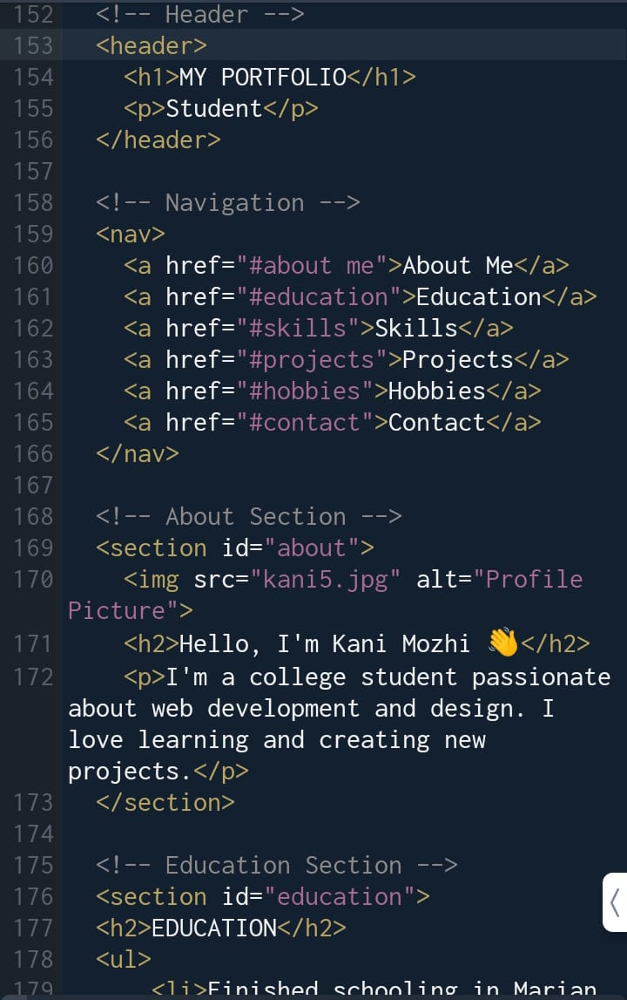 152 <!-- Header -->
153 <header>
154 <h1>MY PORTFOLIO</h1>
155 <p>Student</p>
156 </header>
157
158 <!-- Navigation -->
159 <nav>
160 <a href="#about me">About Me</a>
161 <a href="#education">Education</a>
162 <a href="#skills">Skills</a>
163 <a href="#projects">Projects</a>
164 <a href="#hobbies">Hobbies</a>
165 <a href="#contact">Contact</a>
166 </nav>
167
168 <!-- About Section -->
169 <section id="about">
170 <img src="kani5.jpg" alt="Profile
Picture">
171 <h2>Hello, I'm Kani Mozhi 👋</h2>
172 <p>I'm a college student passionate
about web development and design. I
love learning and creating new
projects.</p>
173 </section>
174
175 <!-- Education Section -->
176 <section id="education">
177 <h2>EDUCATION</h2>
178 <ul>
179 <li>Finished schooling in Marian